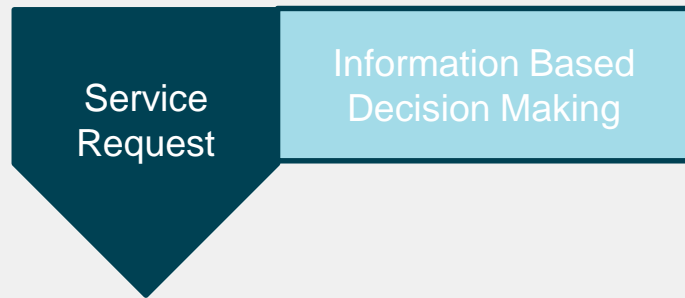 Service
Request
Information Based
Decision Making